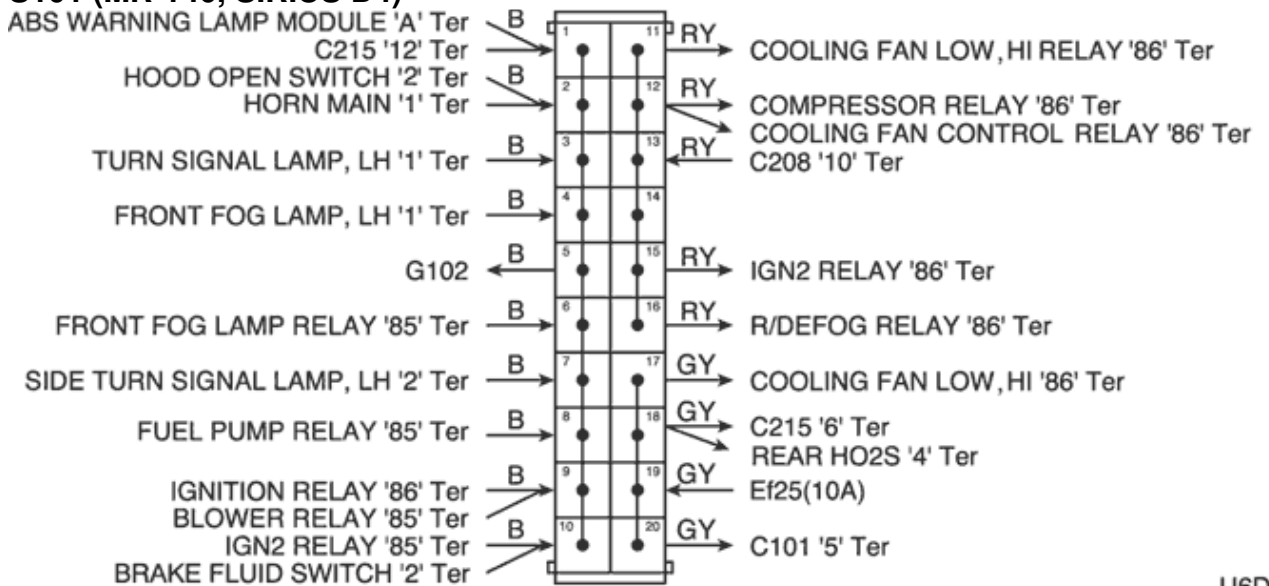 (MR-140, SIRIUS D4)
ABS WARNING LAMP MODULE 'A' Ter B
C215 '12' Ter 1 11 RY COOLING FAN LOW, HI RELAY '86' Ter
HOOD OPEN SWITCH '2' Ter B
HORN MAIN '1' Ter 2 12 RY COMPRESSOR RELAY '86' Ter
COOLING FAN CONTROL RELAY '86' Ter
TURN SIGNAL LAMP, LH '1' Ter B 3 13 RY C208 '10' Ter
FRONT FOG LAMP, LH '1' Ter B 4 14
G102 B 5 15 RY IGN2 RELAY '86' Ter
FRONT FOG LAMP RELAY '85' Ter B 6 16 RY R/DEFOG RELAY '86' Ter
SIDE TURN SIGNAL LAMP, LH '2' Ter B 7 17 GY COOLING FAN LOW, HI '86' Ter
FUEL PUMP RELAY '85' Ter B 8 18 GY C215 '6' Ter
REAR HO2S '4' Ter
IGNITION RELAY '86' Ter B 9 19 GY Ef25(10A)
BLOWER RELAY '85' Ter
IGN2 RELAY '85' Ter B 10 20 GY C101 '5' Ter
BRAKE FLUID SWITCH '2' Ter